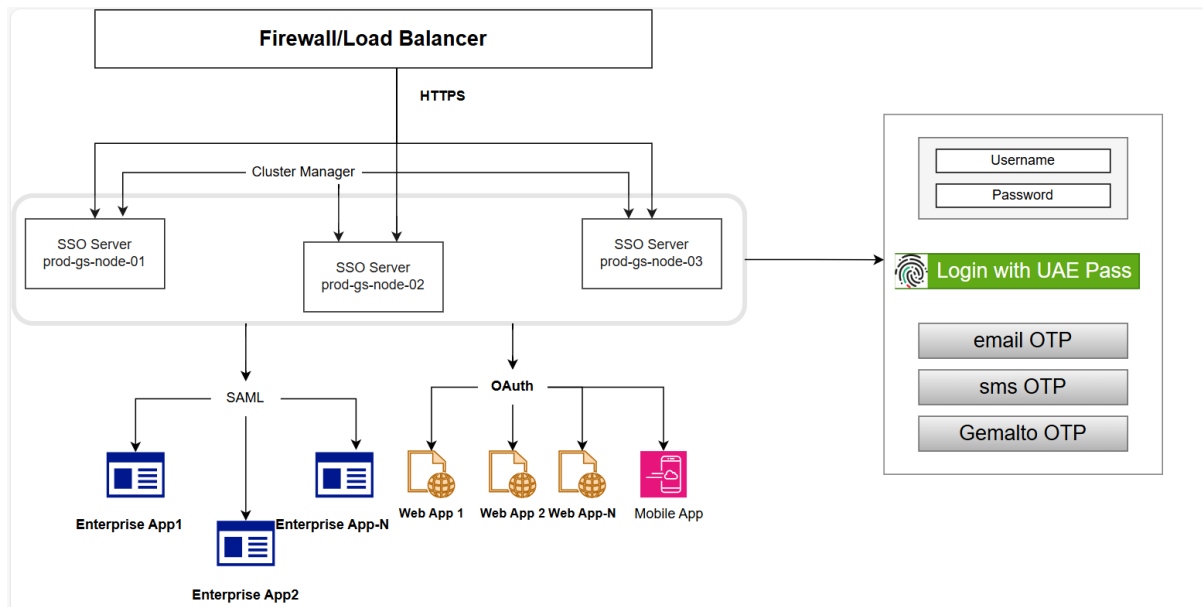 Firewall/Load Balancer
HTTPS
Cluster Manager
SSO Server
prod-gs-node-01
SSO Server
prod-gs-node-02
SSO Server
prod-gs-node-03
Username
Password
Login with UAE Pass
email OTP
sms OTP
Gemalto OTP
SAML
OAuth
Enterprise App1
Enterprise App2
Enterprise App-N
Web App 1
Web App 2
Web App-N
Mobile App